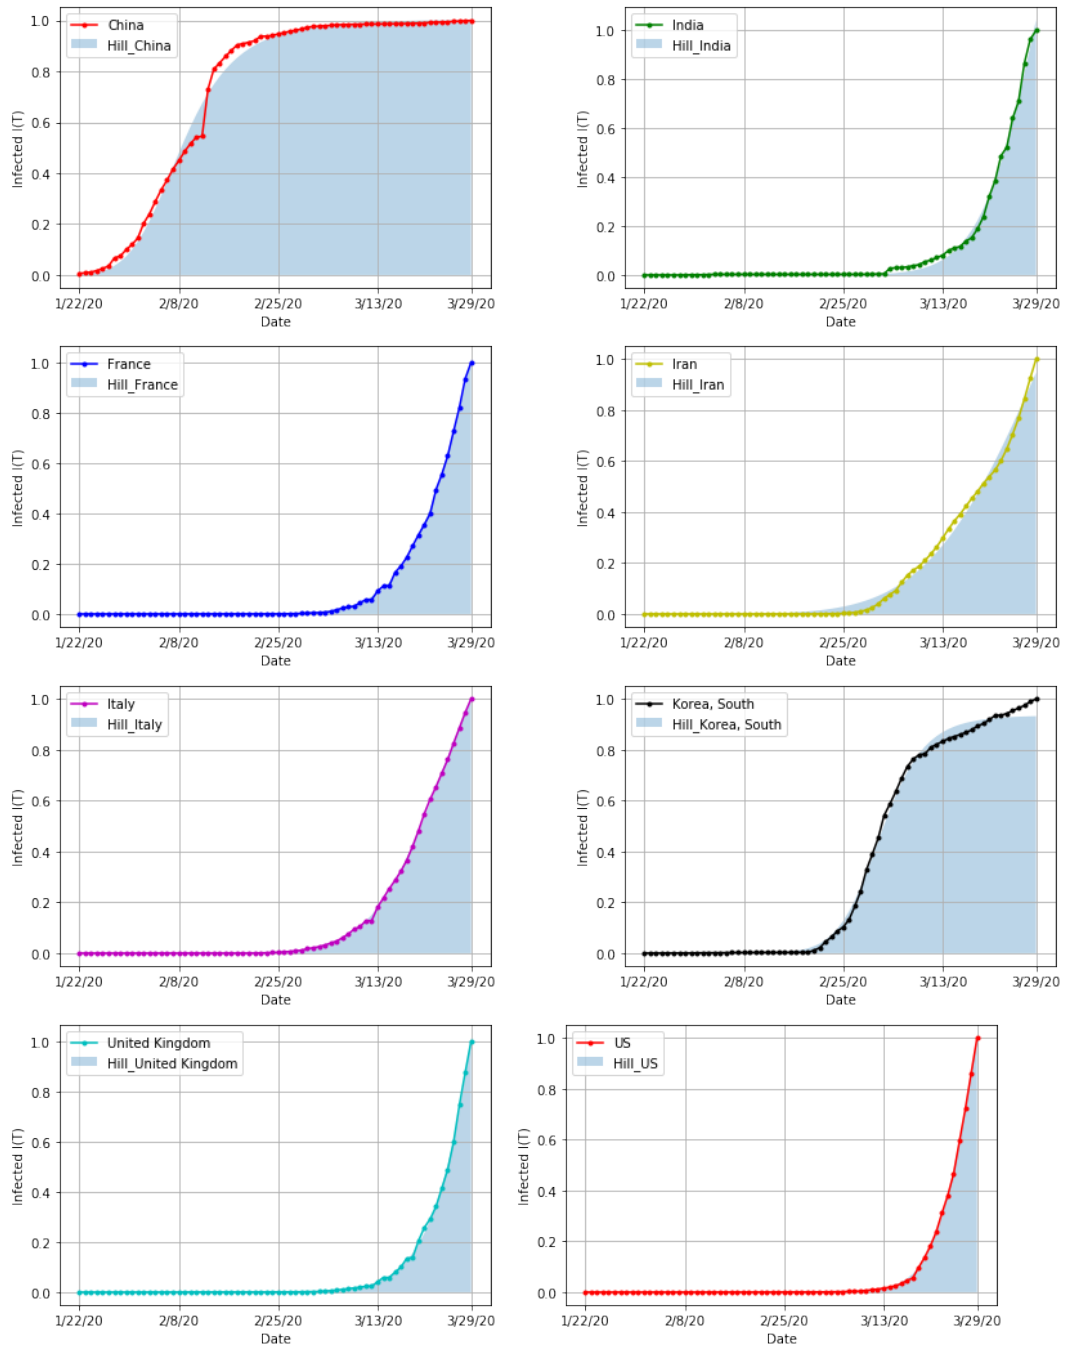 China
Hill_China
Infected I(T)
1.0
0.8
0.6
0.4
0.2
0.0
1/22/20 2/8/20 2/25/20 3/13/20 3/29/20
Date
India
Hill_India
Infected I(T)
1.0
0.8
0.6
0.4
0.2
0.0
1/22/20 2/8/20 2/25/20 3/13/20 3/29/20
Date
France
Hill_France
Infected I(T)
1.0
0.8
0.6
0.4
0.2
0.0
1/22/20 2/8/20 2/25/20 3/13/20 3/29/20
Date
Iran
Hill_Iran
Infected I(T)
1.0
0.8
0.6
0.4
0.2
0.0
1/22/20 2/8/20 2/25/20 3/13/20 3/29/20
Date
Italy
Hill_Italy
Infected I(T)
1.0
0.8
0.6
0.4
0.2
0.0
1/22/20 2/8/20 2/25/20 3/13/20 3/29/20
Date
Korea, South
Hill_Korea, South
Infected I(T)
1.0
0.8
0.6
0.4
0.2
0.0
1/22/20 2/8/20 2/25/20 3/13/20 3/29/20
Date
United Kingdom
Hill_United Kingdom
Infected I(T)
1.0
0.8
0.6
0.4
0.2
0.0
1/22/20 2/8/20 2/25/20 3/13/20 3/29/20
Date
US
Hill_US
Infected I(T)
1.0
0.8
0.6
0.4
0.2
0.0
1/22/20 2/8/20 2/25/20 3/13/20 3/29/20
Date